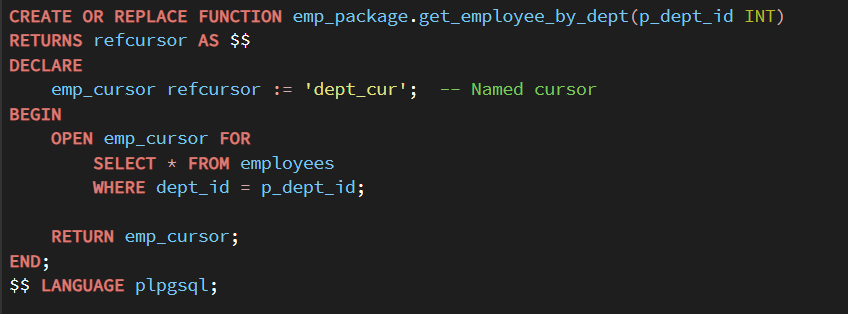 CREATE OR REPLACE FUNCTION emp_package.get_employee_by_dept(p_dept_id INT)
RETURNS refcursor AS $$
DECLARE
    emp_cursor refcursor := 'dept_cur';  -- Named cursor
BEGIN
    OPEN emp_cursor FOR
        SELECT * FROM employees
        WHERE dept_id = p_dept_id;

    RETURN emp_cursor;
END;
$$ LANGUAGE plpgsql;